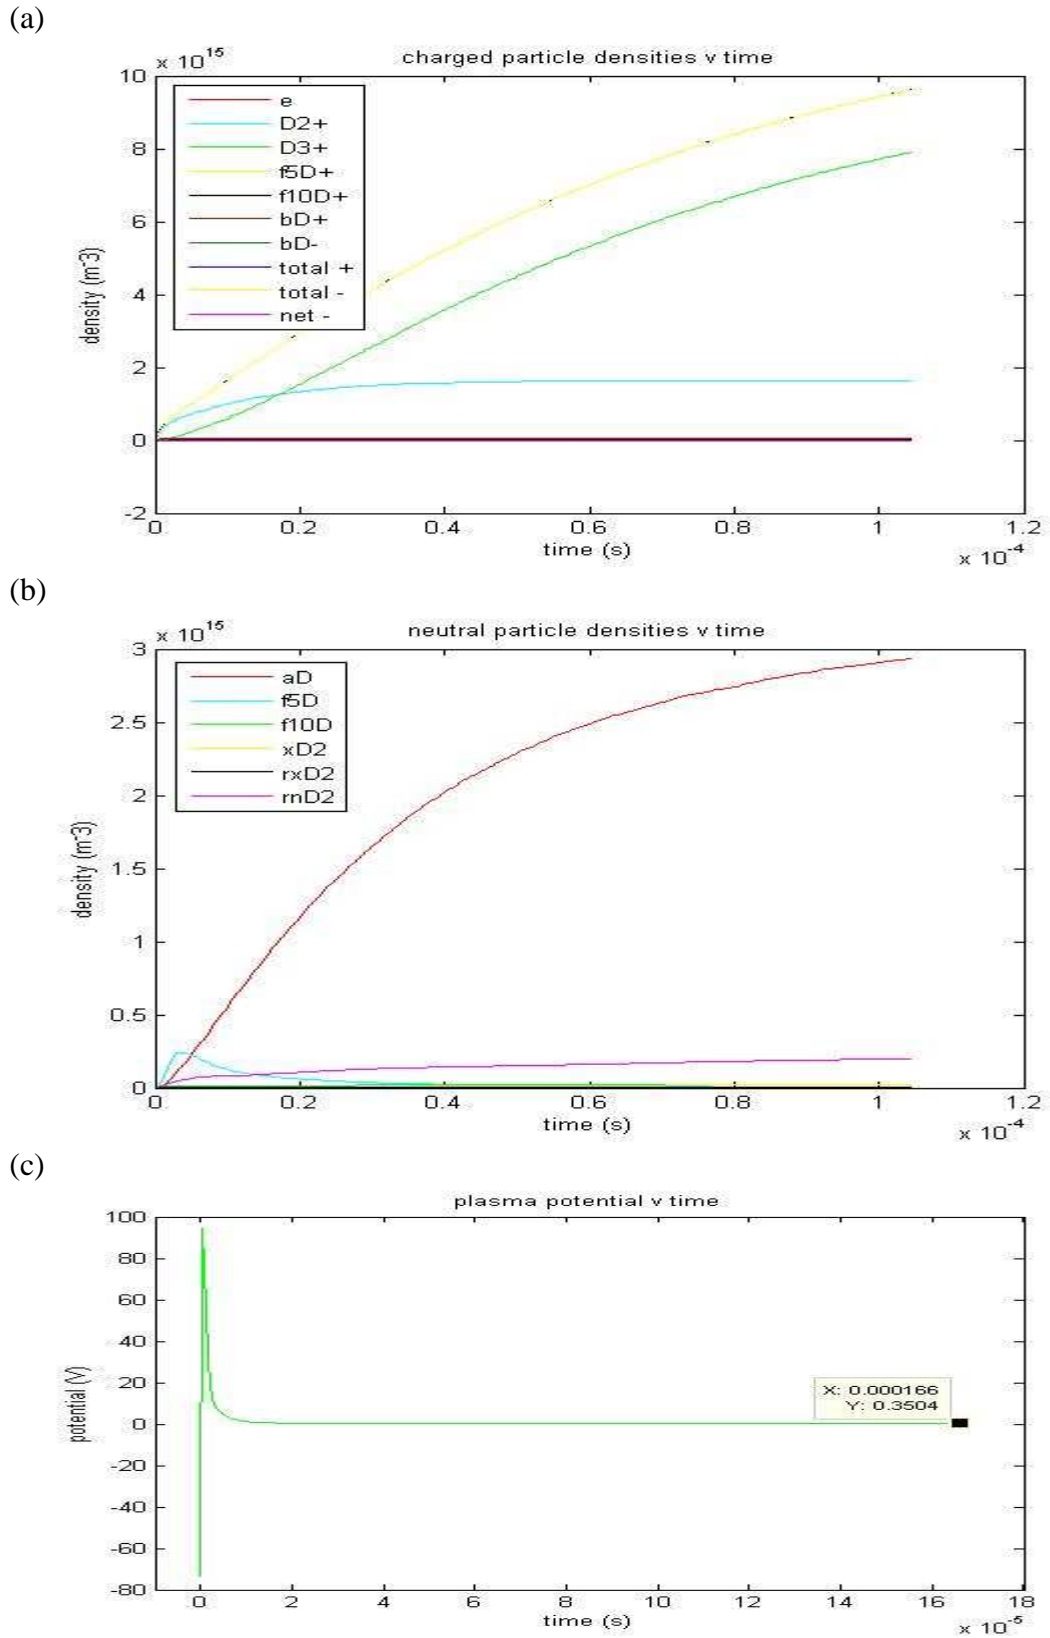 (a)
charged particle densities v time
x 10^15
10
8
6
4
2
0
-2
density (m^-3)
e
D2+
D3+
f5D+
f10D+
bD+
bD-
total +
total -
net -
0 0.2 0.4 0.6 0.8 1 1.2
time (s)
x 10^-4
(b)
neutral particle densities v time
x 10^15
3
2.5
2
1.5
1
0.5
0
density (m^-3)
aD
f5D
f10D
xD2
rxD2
rnD2
0 0.2 0.4 0.6 0.8 1 1.2
time (s)
x 10^-4
(c)
plasma potential v time
100
80
60
40
20
0
-20
-40
-60
-80
potential (V)
X: 0.000166
Y: 0.3504
0 2 4 6 8 10 12 14 16 18
time (s)
x 10^-5